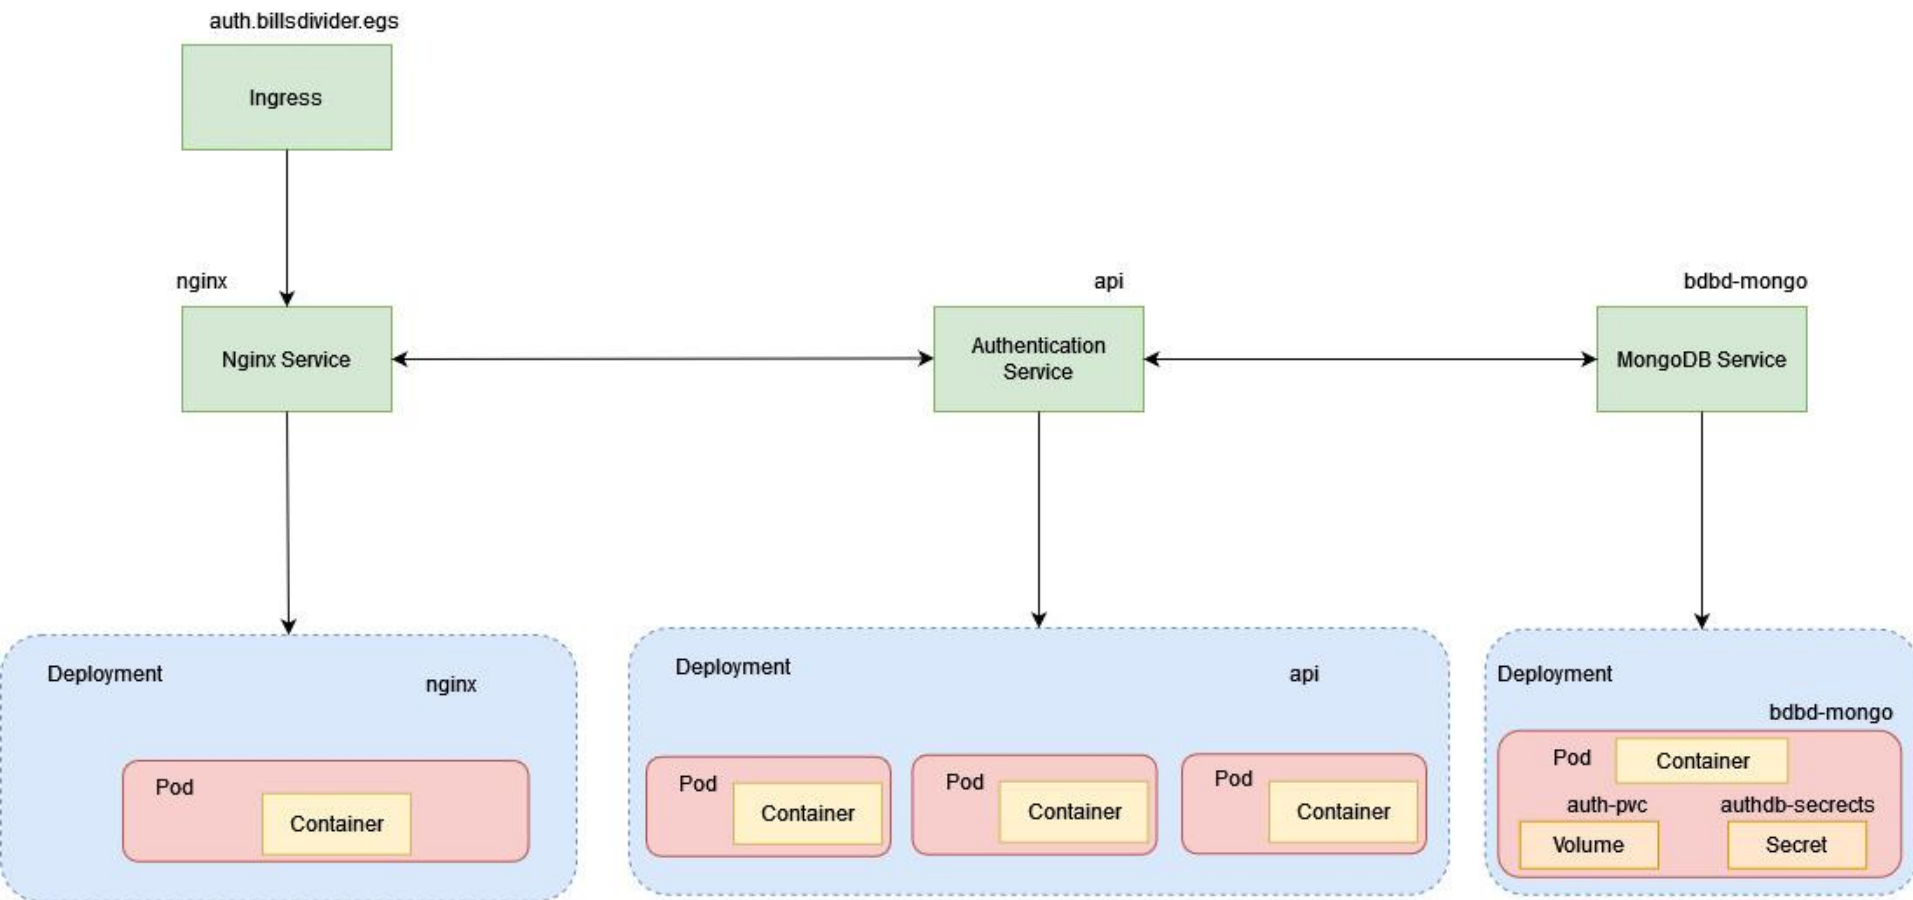 auth.billsdivider.egs
Ingress
nginx
api
bdbd-mongo
Nginx Service
Authentication
Service
MongoDB Service
Deployment
nginx
Pod
Container
Deployment
api
Pod
Container
Pod
Container
Pod
Container
Deployment
bdbd-mongo
Pod
Container
auth-pvc
authdb-secrects
Volume
Secret